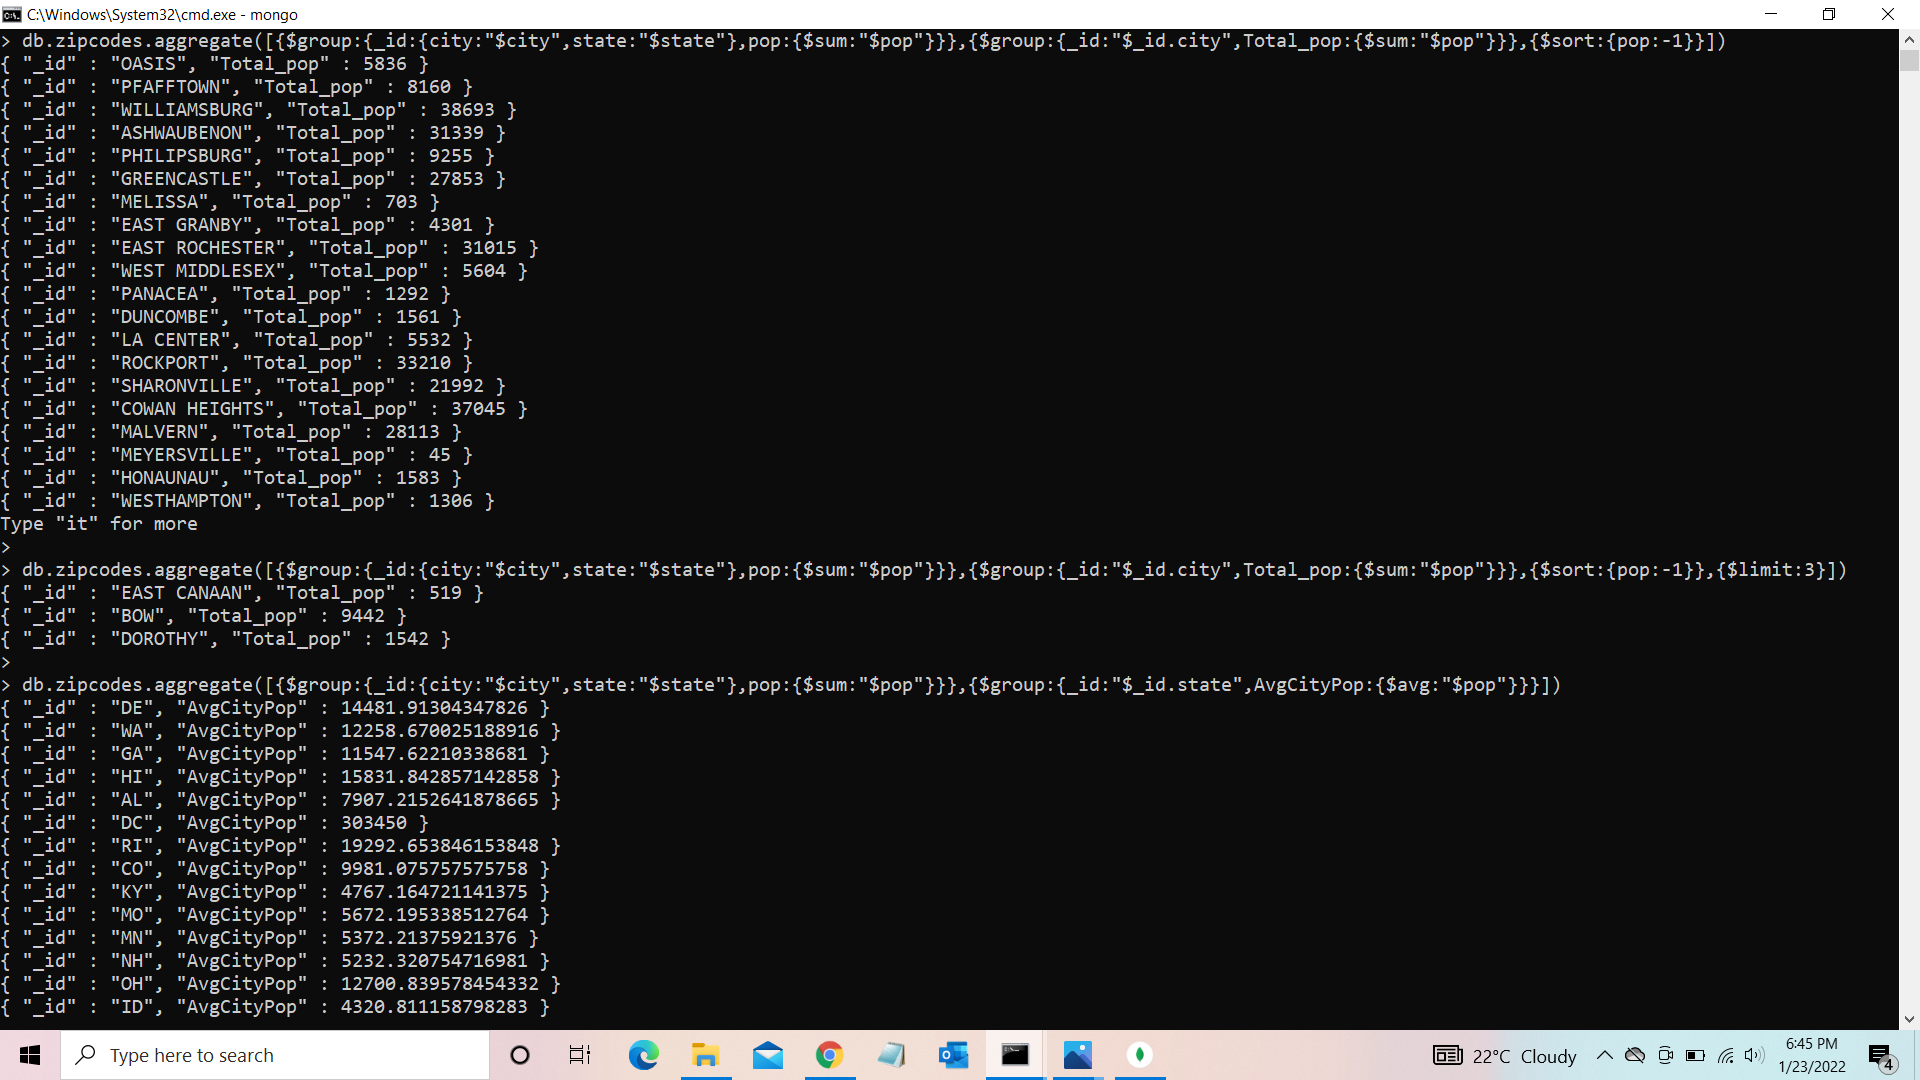 C:\Windows\System32\cmd.exe - mongo
> db.zipcodes.aggregate([{$group:{_id:{city:"$city",state:"$state"},pop:{$sum:"$pop"}}},{$group:{_id:"$_id.city",Total_pop:{$sum:"$pop"}}},{$sort:{pop:-1}}])
{ "_id" : "OASIS", "Total_pop" : 5836 }
{ "_id" : "PFAFFTOWN", "Total_pop" : 8160 }
{ "_id" : "WILLIAMSBURG", "Total_pop" : 38693 }
{ "_id" : "ASHWAUBENON", "Total_pop" : 31339 }
{ "_id" : "PHILIPSBURG", "Total_pop" : 9255 }
{ "_id" : "GREENCASTLE", "Total_pop" : 27853 }
{ "_id" : "MELISSA", "Total_pop" : 703 }
{ "_id" : "EAST GRANBY", "Total_pop" : 4301 }
{ "_id" : "EAST ROCHESTER", "Total_pop" : 31015 }
{ "_id" : "WEST MIDDLESEX", "Total_pop" : 5604 }
{ "_id" : "PANACEA", "Total_pop" : 1292 }
{ "_id" : "DUNCOMBE", "Total_pop" : 1561 }
{ "_id" : "LA CENTER", "Total_pop" : 5532 }
{ "_id" : "ROCKPORT", "Total_pop" : 33210 }
{ "_id" : "SHARONVILLE", "Total_pop" : 21992 }
{ "_id" : "COWAN HEIGHTS", "Total_pop" : 37045 }
{ "_id" : "MALVERN", "Total_pop" : 28113 }
{ "_id" : "MEYERSVILLE", "Total_pop" : 45 }
{ "_id" : "HONAUNAU", "Total_pop" : 1583 }
{ "_id" : "WESTHAMPTON", "Total_pop" : 1306 }
Type "it" for more
>
> db.zipcodes.aggregate([{$group:{_id:{city:"$city",state:"$state"},pop:{$sum:"$pop"}}},{$group:{_id:"$_id.city",Total_pop:{$sum:"$pop"}}},{$sort:{pop:-1}},{$limit:3}])
{ "_id" : "EAST CANAAN", "Total_pop" : 519 }
{ "_id" : "BOW", "Total_pop" : 9442 }
{ "_id" : "DOROTHY", "Total_pop" : 1542 }
>
> db.zipcodes.aggregate([{$group:{_id:{city:"$city",state:"$state"},pop:{$sum:"$pop"}}},{$group:{_id:"$_id.state",AvgCityPop:{$avg:"$pop"}}}])
{ "_id" : "DE", "AvgCityPop" : 14481.91304347826 }
{ "_id" : "WA", "AvgCityPop" : 12258.670025188916 }
{ "_id" : "GA", "AvgCityPop" : 11547.62210338681 }
{ "_id" : "HI", "AvgCityPop" : 15831.842857142858 }
{ "_id" : "AL", "AvgCityPop" : 7907.2152641878665 }
{ "_id" : "DC", "AvgCityPop" : 303450 }
{ "_id" : "RI", "AvgCityPop" : 19292.653846153848 }
{ "_id" : "CO", "AvgCityPop" : 9981.075757575758 }
{ "_id" : "KY", "AvgCityPop" : 4767.164721141375 }
{ "_id" : "MO", "AvgCityPop" : 5672.195338512764 }
{ "_id" : "MN", "AvgCityPop" : 5372.21375921376 }
{ "_id" : "NH", "AvgCityPop" : 5232.320754716981 }
{ "_id" : "OH", "AvgCityPop" : 12700.839578454332 }
{ "_id" : "ID", "AvgCityPop" : 4320.811158798283 }
Type here to search
22°C Cloudy
6:45 PM
1/23/2022
4